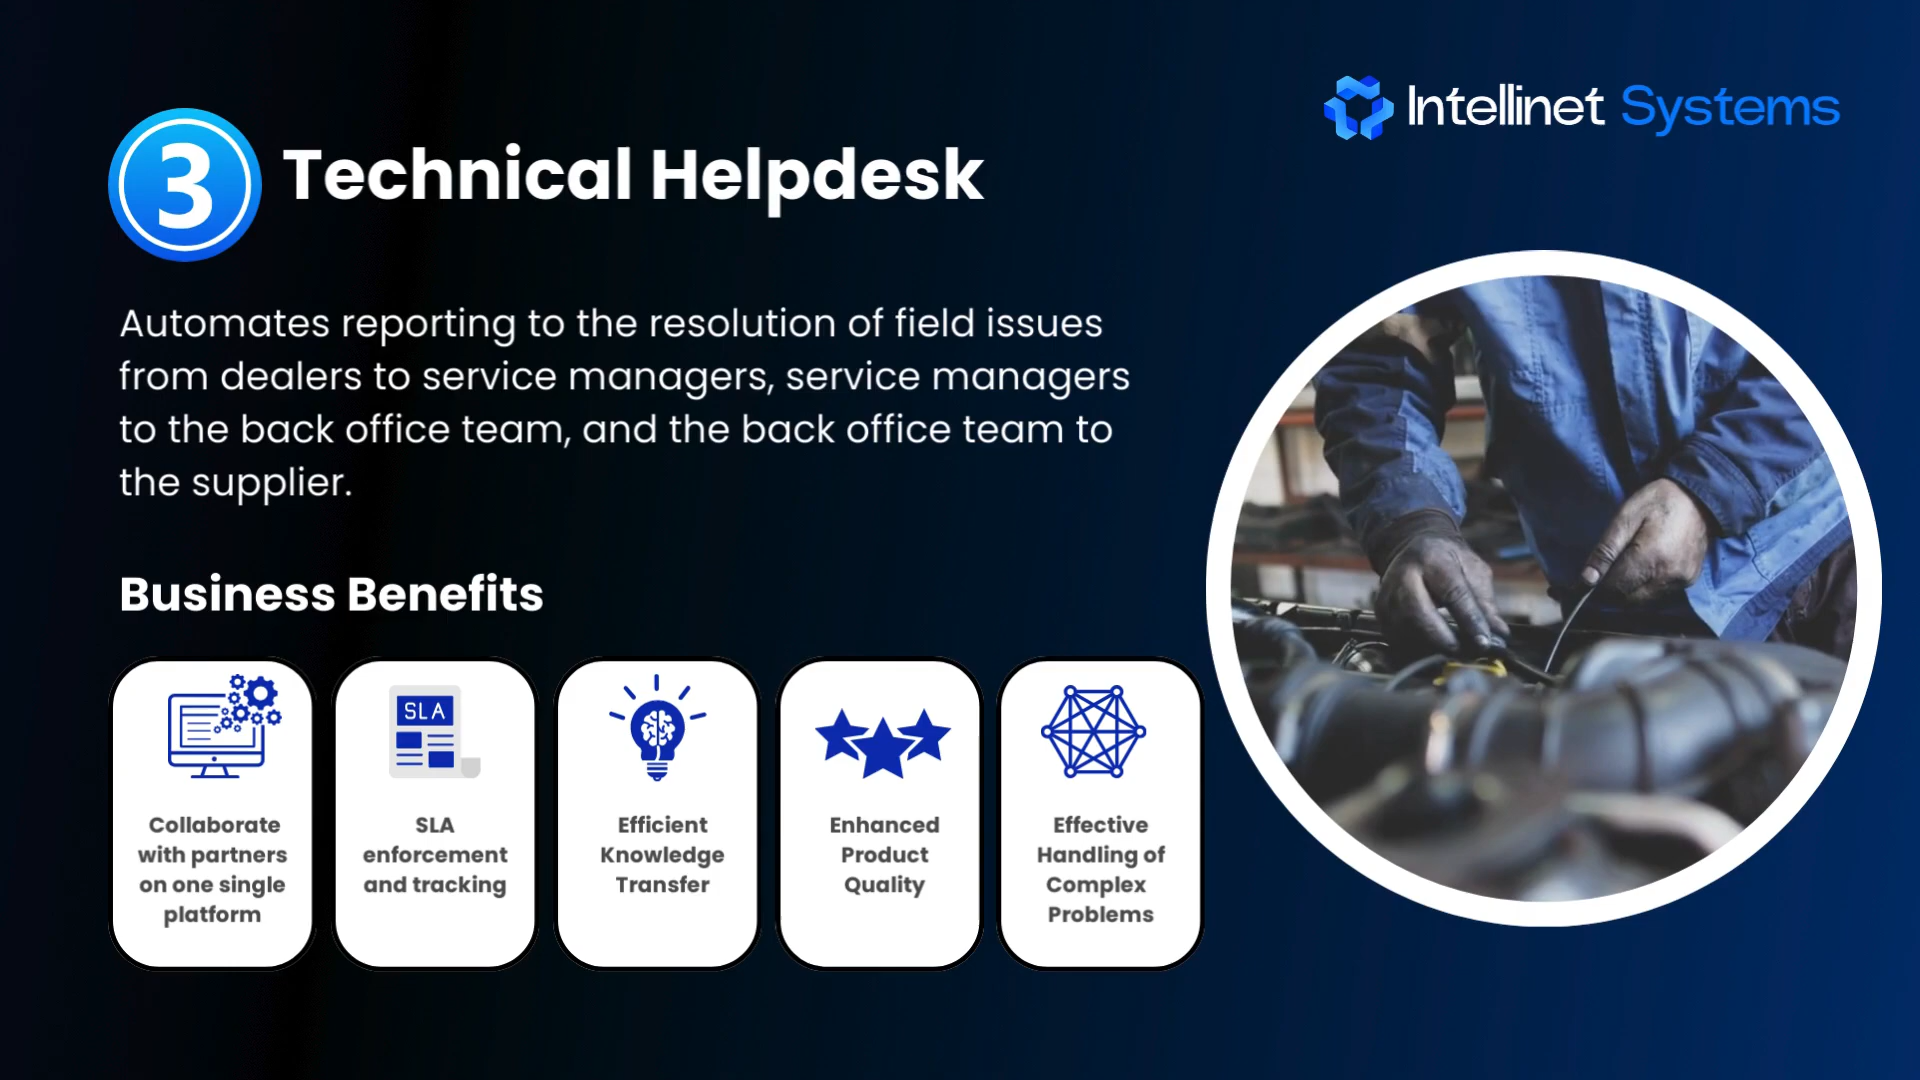 Intellinet Systems
3
Technical Helpdesk
Automates reporting to the resolution of field issues
from dealers to service managers, service managers
to the back office team, and the back office team to
the supplier.
Business Benefits
Collaborate
with partners
on one single
platform
SLA
SLA
enforcement
and tracking
Efficient
Knowledge
Transfer
Enhanced
Product
Quality
Effective
Handling of
Complex
Problems